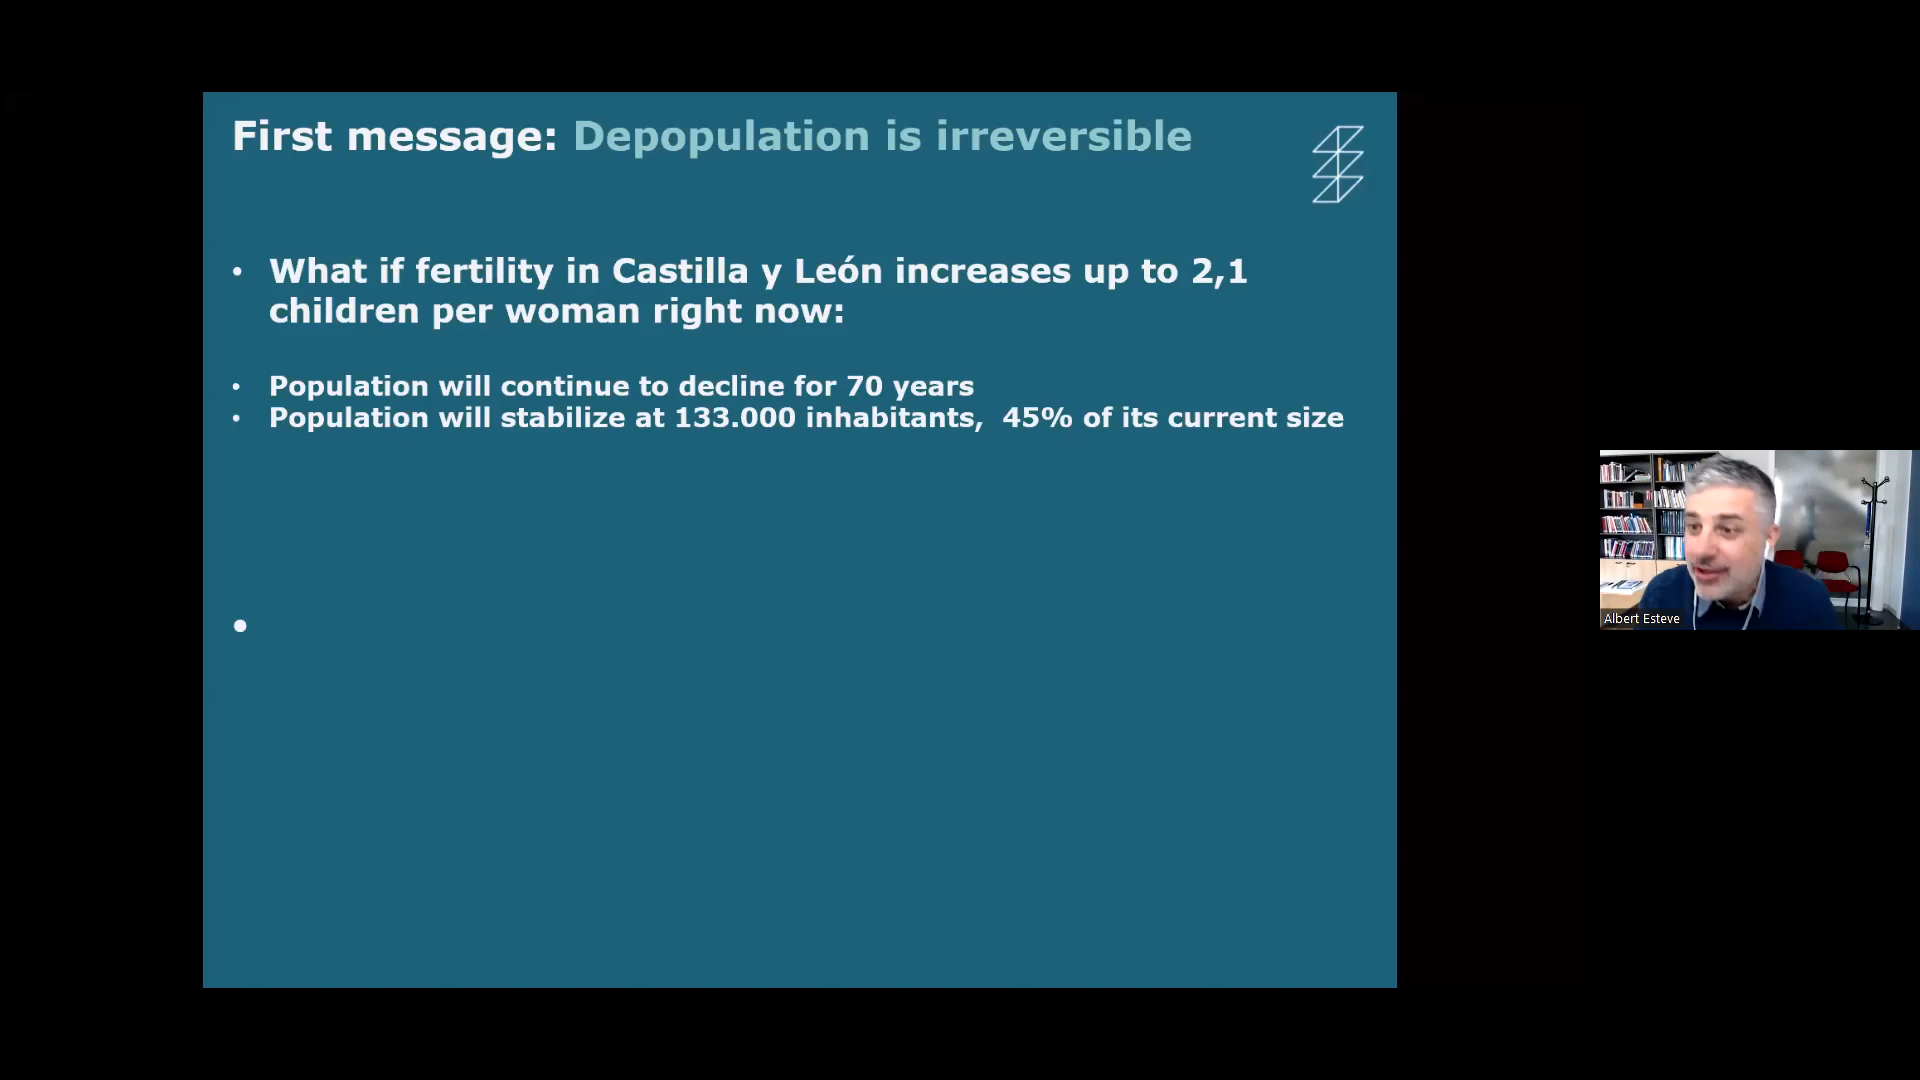 First message: Depopulation is irreversible
• What if fertility in Castilla y León increases up to 2,1
children per woman right now:
• Population will continue to decline for 70 years
• Population will stabilize at 133.000 inhabitants,  45% of its current size
•
Albert Esteve